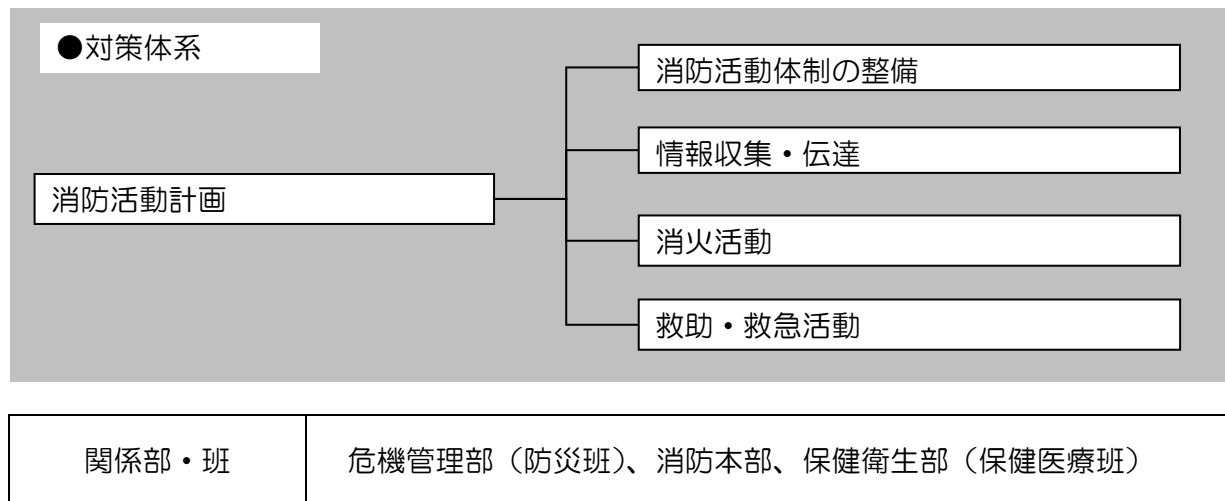 ●対策体系
消防活動計画
消防活動体制の整備
情報収集・伝達
消火活動
救助・救急活動
関係部・班
危機管理部（防災班）、消防本部、保健衛生部（保健医療班）